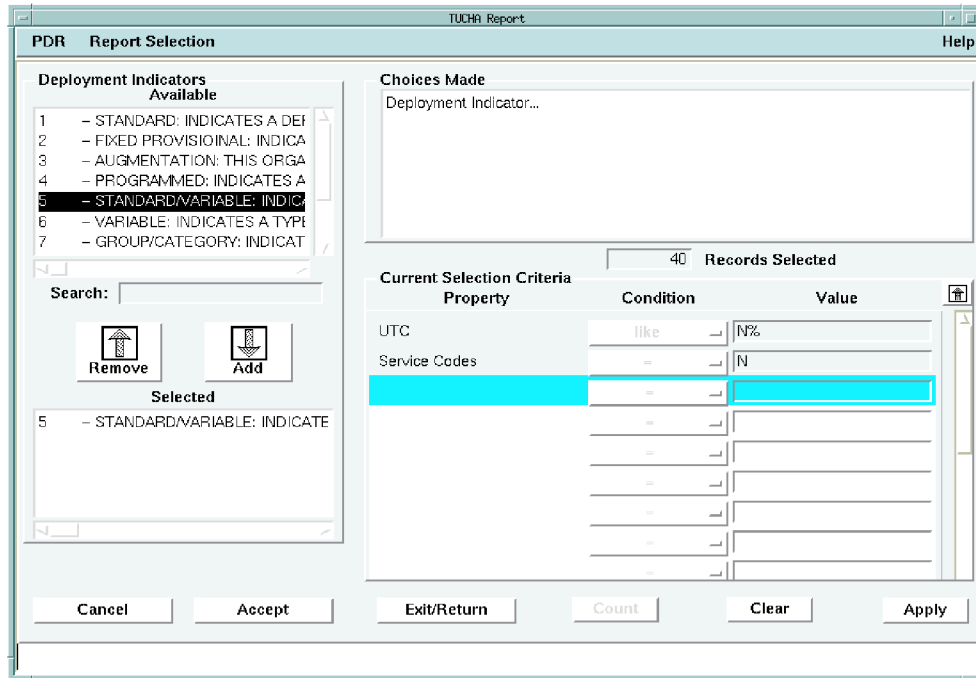 TUCHA Report
PDR Report Selection Help
Deployment Indicators
Available
1 – STANDARD: INDICATES A DEF
2 – FIXED PROVISIOINAL: INDICA
3 – AUGMENTATION: THIS ORGA
4 – PROGRAMMED: INDICATES A
5 – STANDARD/VARIABLE: INDICA
6 – VARIABLE: INDICATES A TYPE
7 – GROUP/CATEGORY: INDICAT
Search:
Remove Add
Selected
5 – STANDARD/VARIABLE: INDICATE
Choices Made
Deployment Indicator...
40 Records Selected
Current Selection Criteria
Property Condition Value
UTC like N%
Service Codes = N
=
=
=
=
=
=
=
Cancel Accept Exit/Return Count Clear Apply